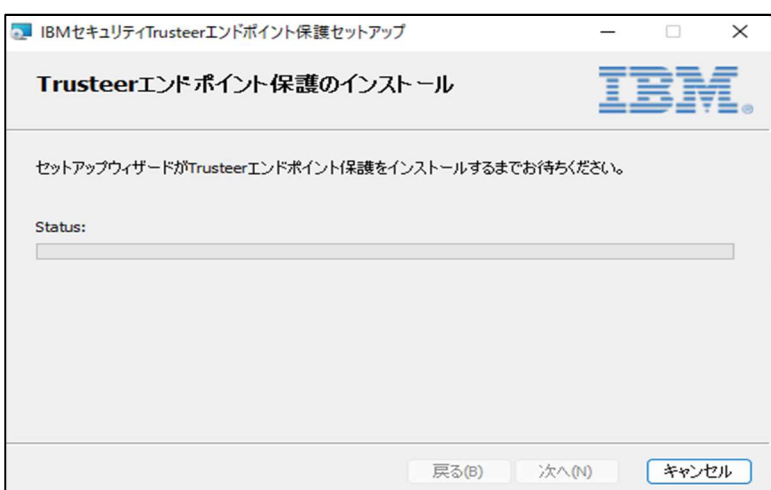 IBMセキュリティTrusteerエンドポイント保護セットアップ
Trusteerエンドポイント保護のインストール
IBM®
セットアップウィザードがTrusteerエンドポイント保護をインストールするまでお待ちください。
Status:
戻る(B) 次へ(N) キャンセル